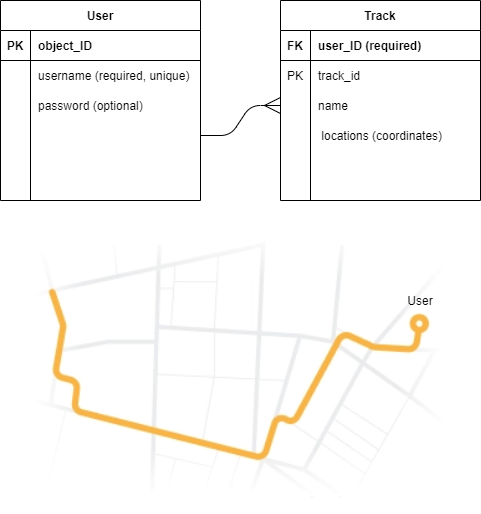 User
PK object_ID
username (required, unique)
password (optional)
Track
FK user_ID (required)
PK track_id
name
locations (coordinates)
User